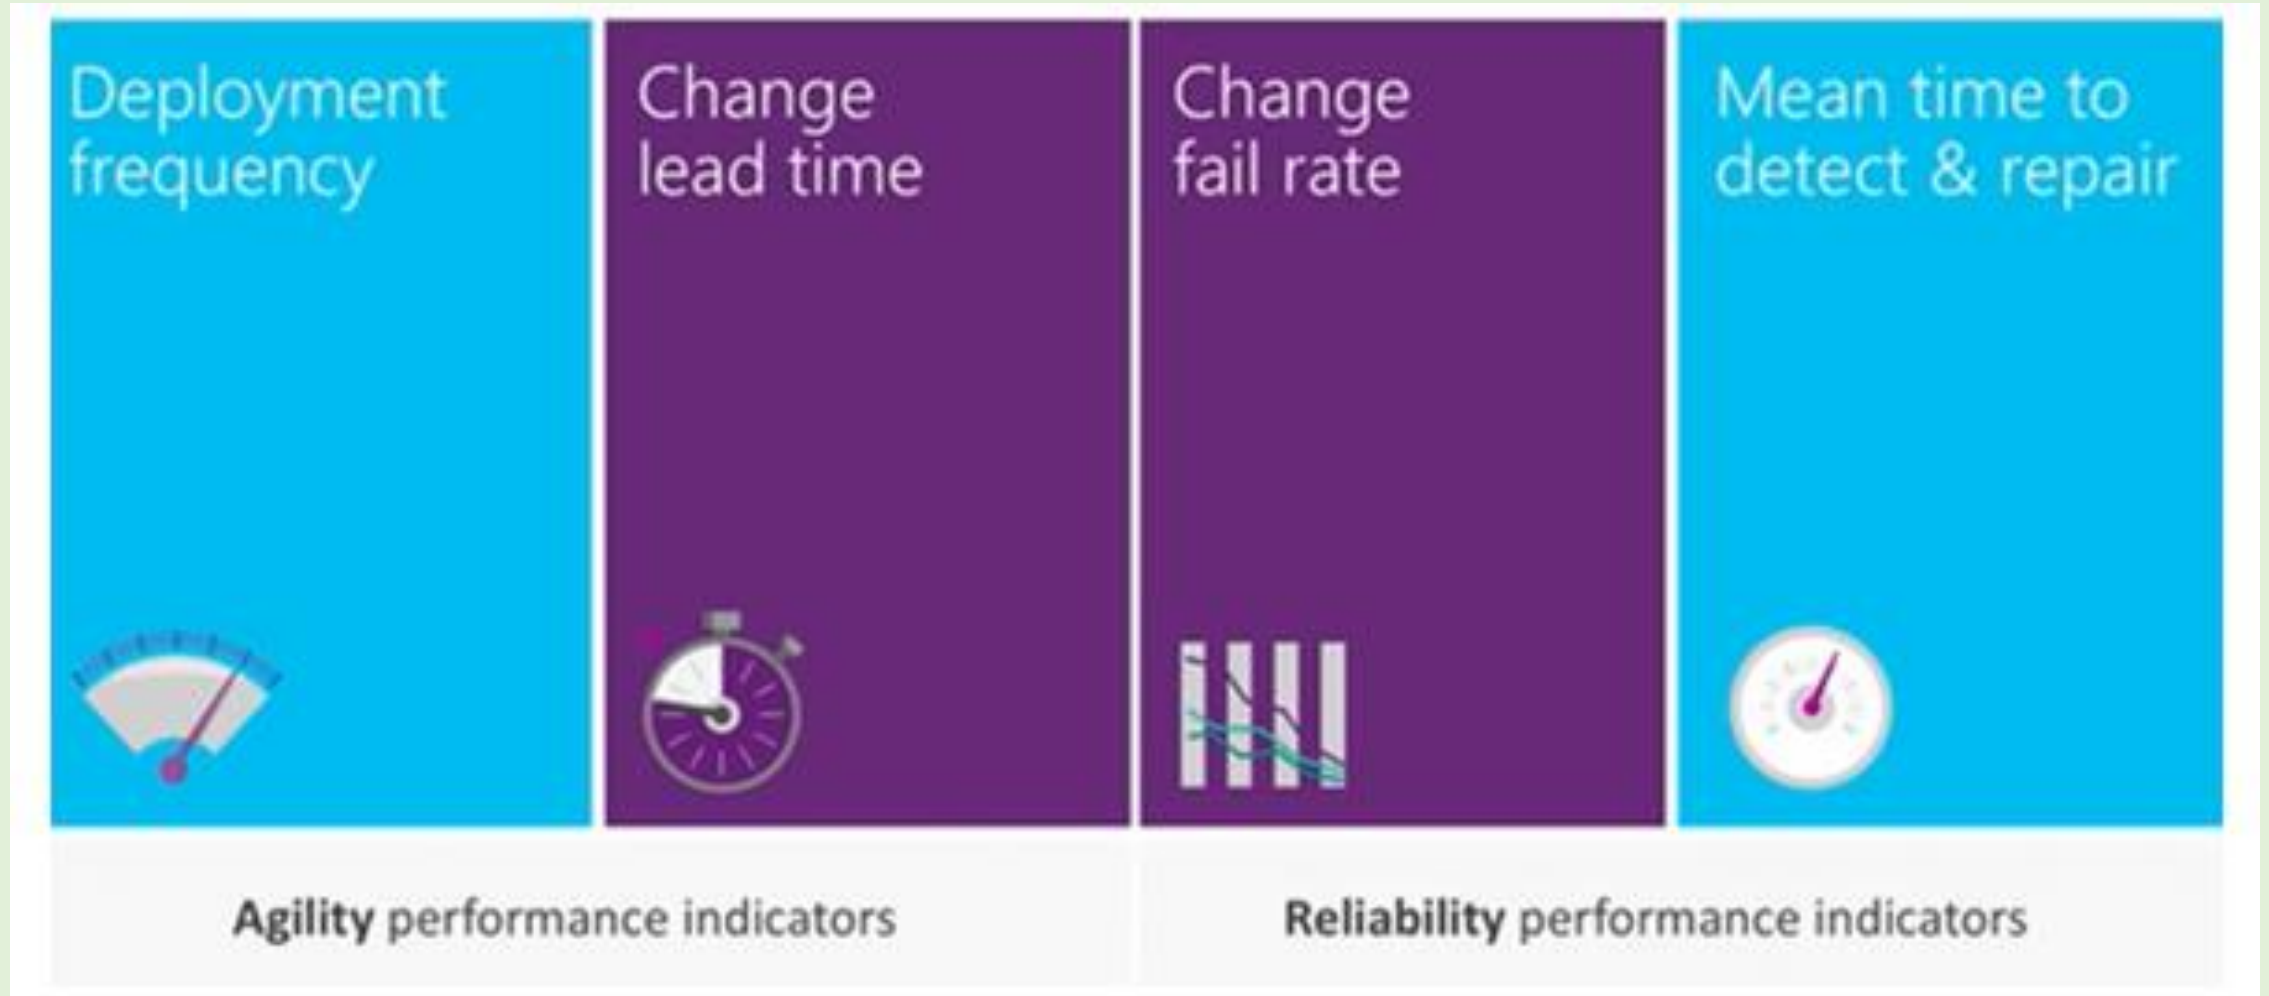 Deployment
frequency
Change
lead time
Change
fail rate
Mean time to
detect & repair
Agility performance indicators
Reliability performance indicators